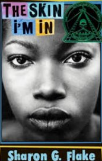 THE SKIN
I'M IN
Sharon G. Flake